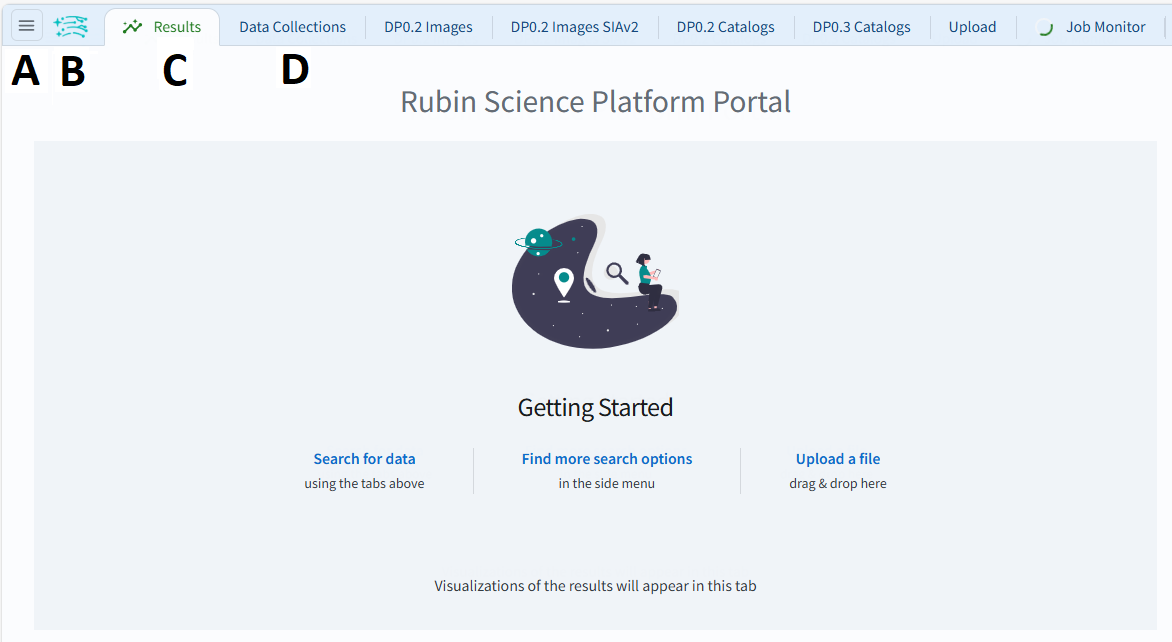 Results Data Collections DP0.2 Images DP0.2 Images SIAv2 DP0.2 Catalogs DP0.3 Catalogs Upload Job Monitor
A B C D
Rubin Science Platform Portal
Getting Started
Search for data Find more search options Upload a file
using the tabs above in the side menu drag & drop here
Visualizations of the results will appear in this tab